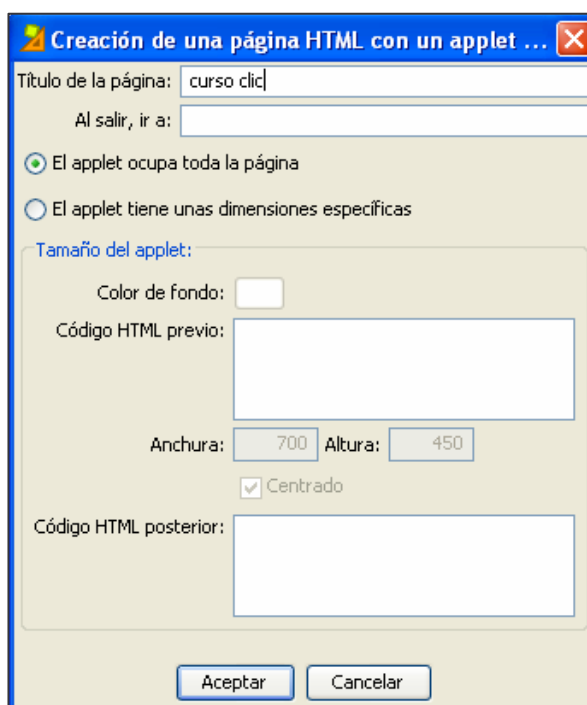 Creación de una página HTML con un applet ...
Título de la página: curso clic
Al salir, ir a:
El applet ocupa toda la página
El applet tiene unas dimensiones específicas
Tamaño del applet:
Color de fondo:
Código HTML previo:
Anchura: 700 Altura: 450
Centrado
Código HTML posterior:
Aceptar Cancelar